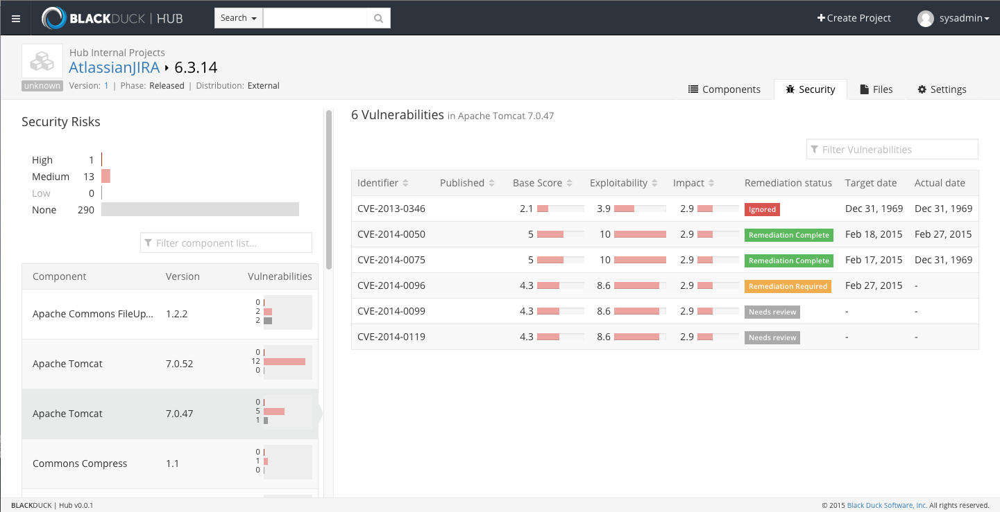 BLACKDUCK | HUB
Search
Create Project
sysadmin
Hub Internal Projects
AtlassianJIRA 6.3.14
unknown
Version: 1 | Phase: Released | Distribution: External
Components
Security
Files
Settings
Security Risks
High 1
Medium 13
Low 0
None 290
Filter component list...
Component Version Vulnerabilities
Apache Commons FileUp... 1.2.2 0 2 2
Apache Tomcat 7.0.52 0 12 0
Apache Tomcat 7.0.47 0 5 1
Commons Compress 1.1 0 1 0
6 Vulnerabilities in Apache Tomcat 7.0.47
Filter Vulnerabilities
Identifier Published Base Score Exploitability Impact Remediation status Target date Actual date
CVE-2013-0346 2.1 3.9 2.9 Ignored Dec 31, 1969 Dec 31, 1969
CVE-2014-0050 5 10 2.9 Remediation Complete Feb 18, 2015 Feb 27, 2015
CVE-2014-0075 5 10 2.9 Remediation Complete Feb 17, 2015 Dec 31, 1969
CVE-2014-0096 4.3 8.6 2.9 Remediation Required Feb 27, 2015 -
CVE-2014-0099 4.3 8.6 2.9 Needs review - -
CVE-2014-0119 4.3 8.6 2.9 Needs review - -
BLACKDUCK | Hub v0.0.1
© 2015 Black Duck Software, Inc. All rights reserved.